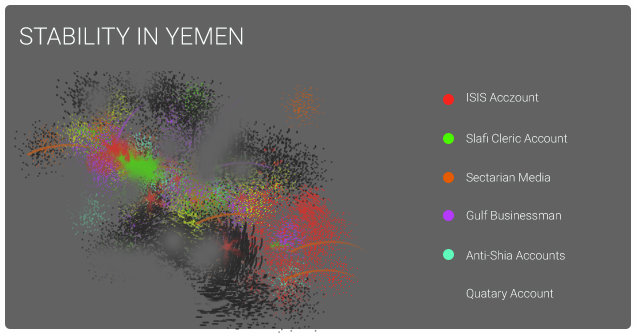 STABILITY IN YEMEN
ISIS Acczount
Slafi Cleric Account
Sectarian Media
Gulf Businessman
Anti-Shia Accounts
Quatary Account